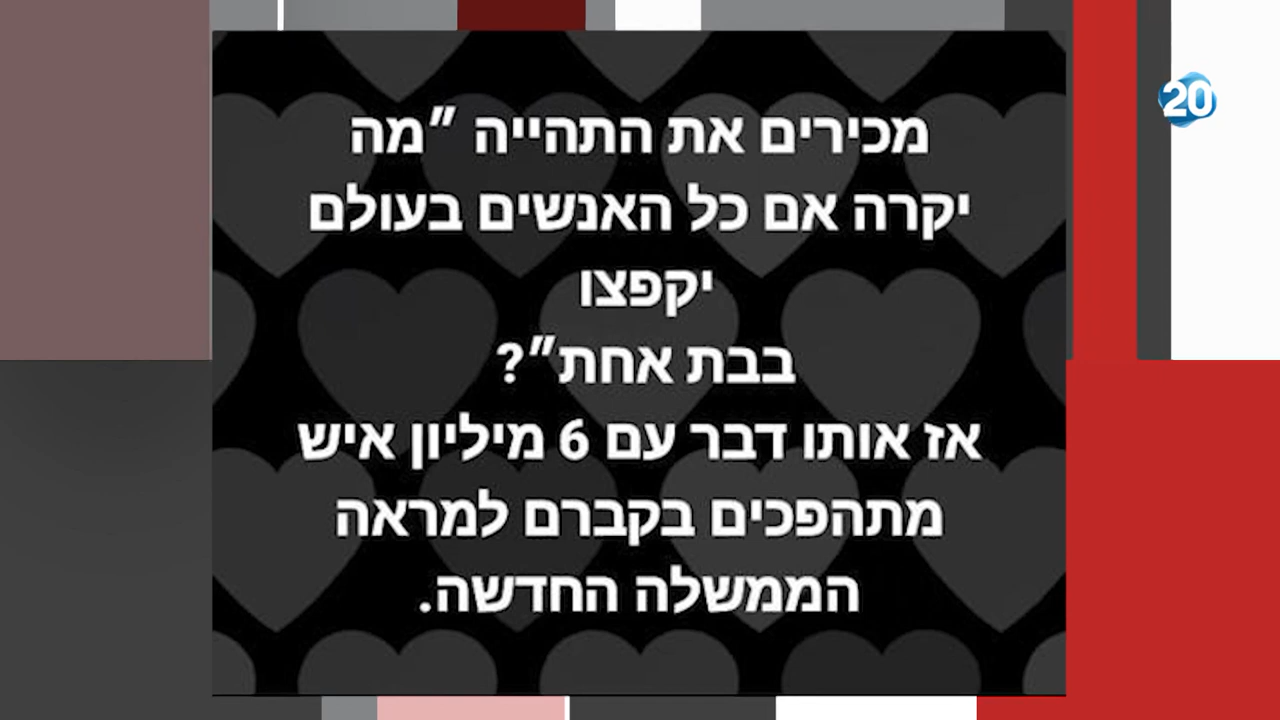 מכירים את התהייה "מה
יקרה אם כל האנשים בעולם
יקפצו
בבת אחת"?
אז אותו דבר עם 6 מיליון איש
מתהפכים בקברם למראה
הממשלה החדשה.
20